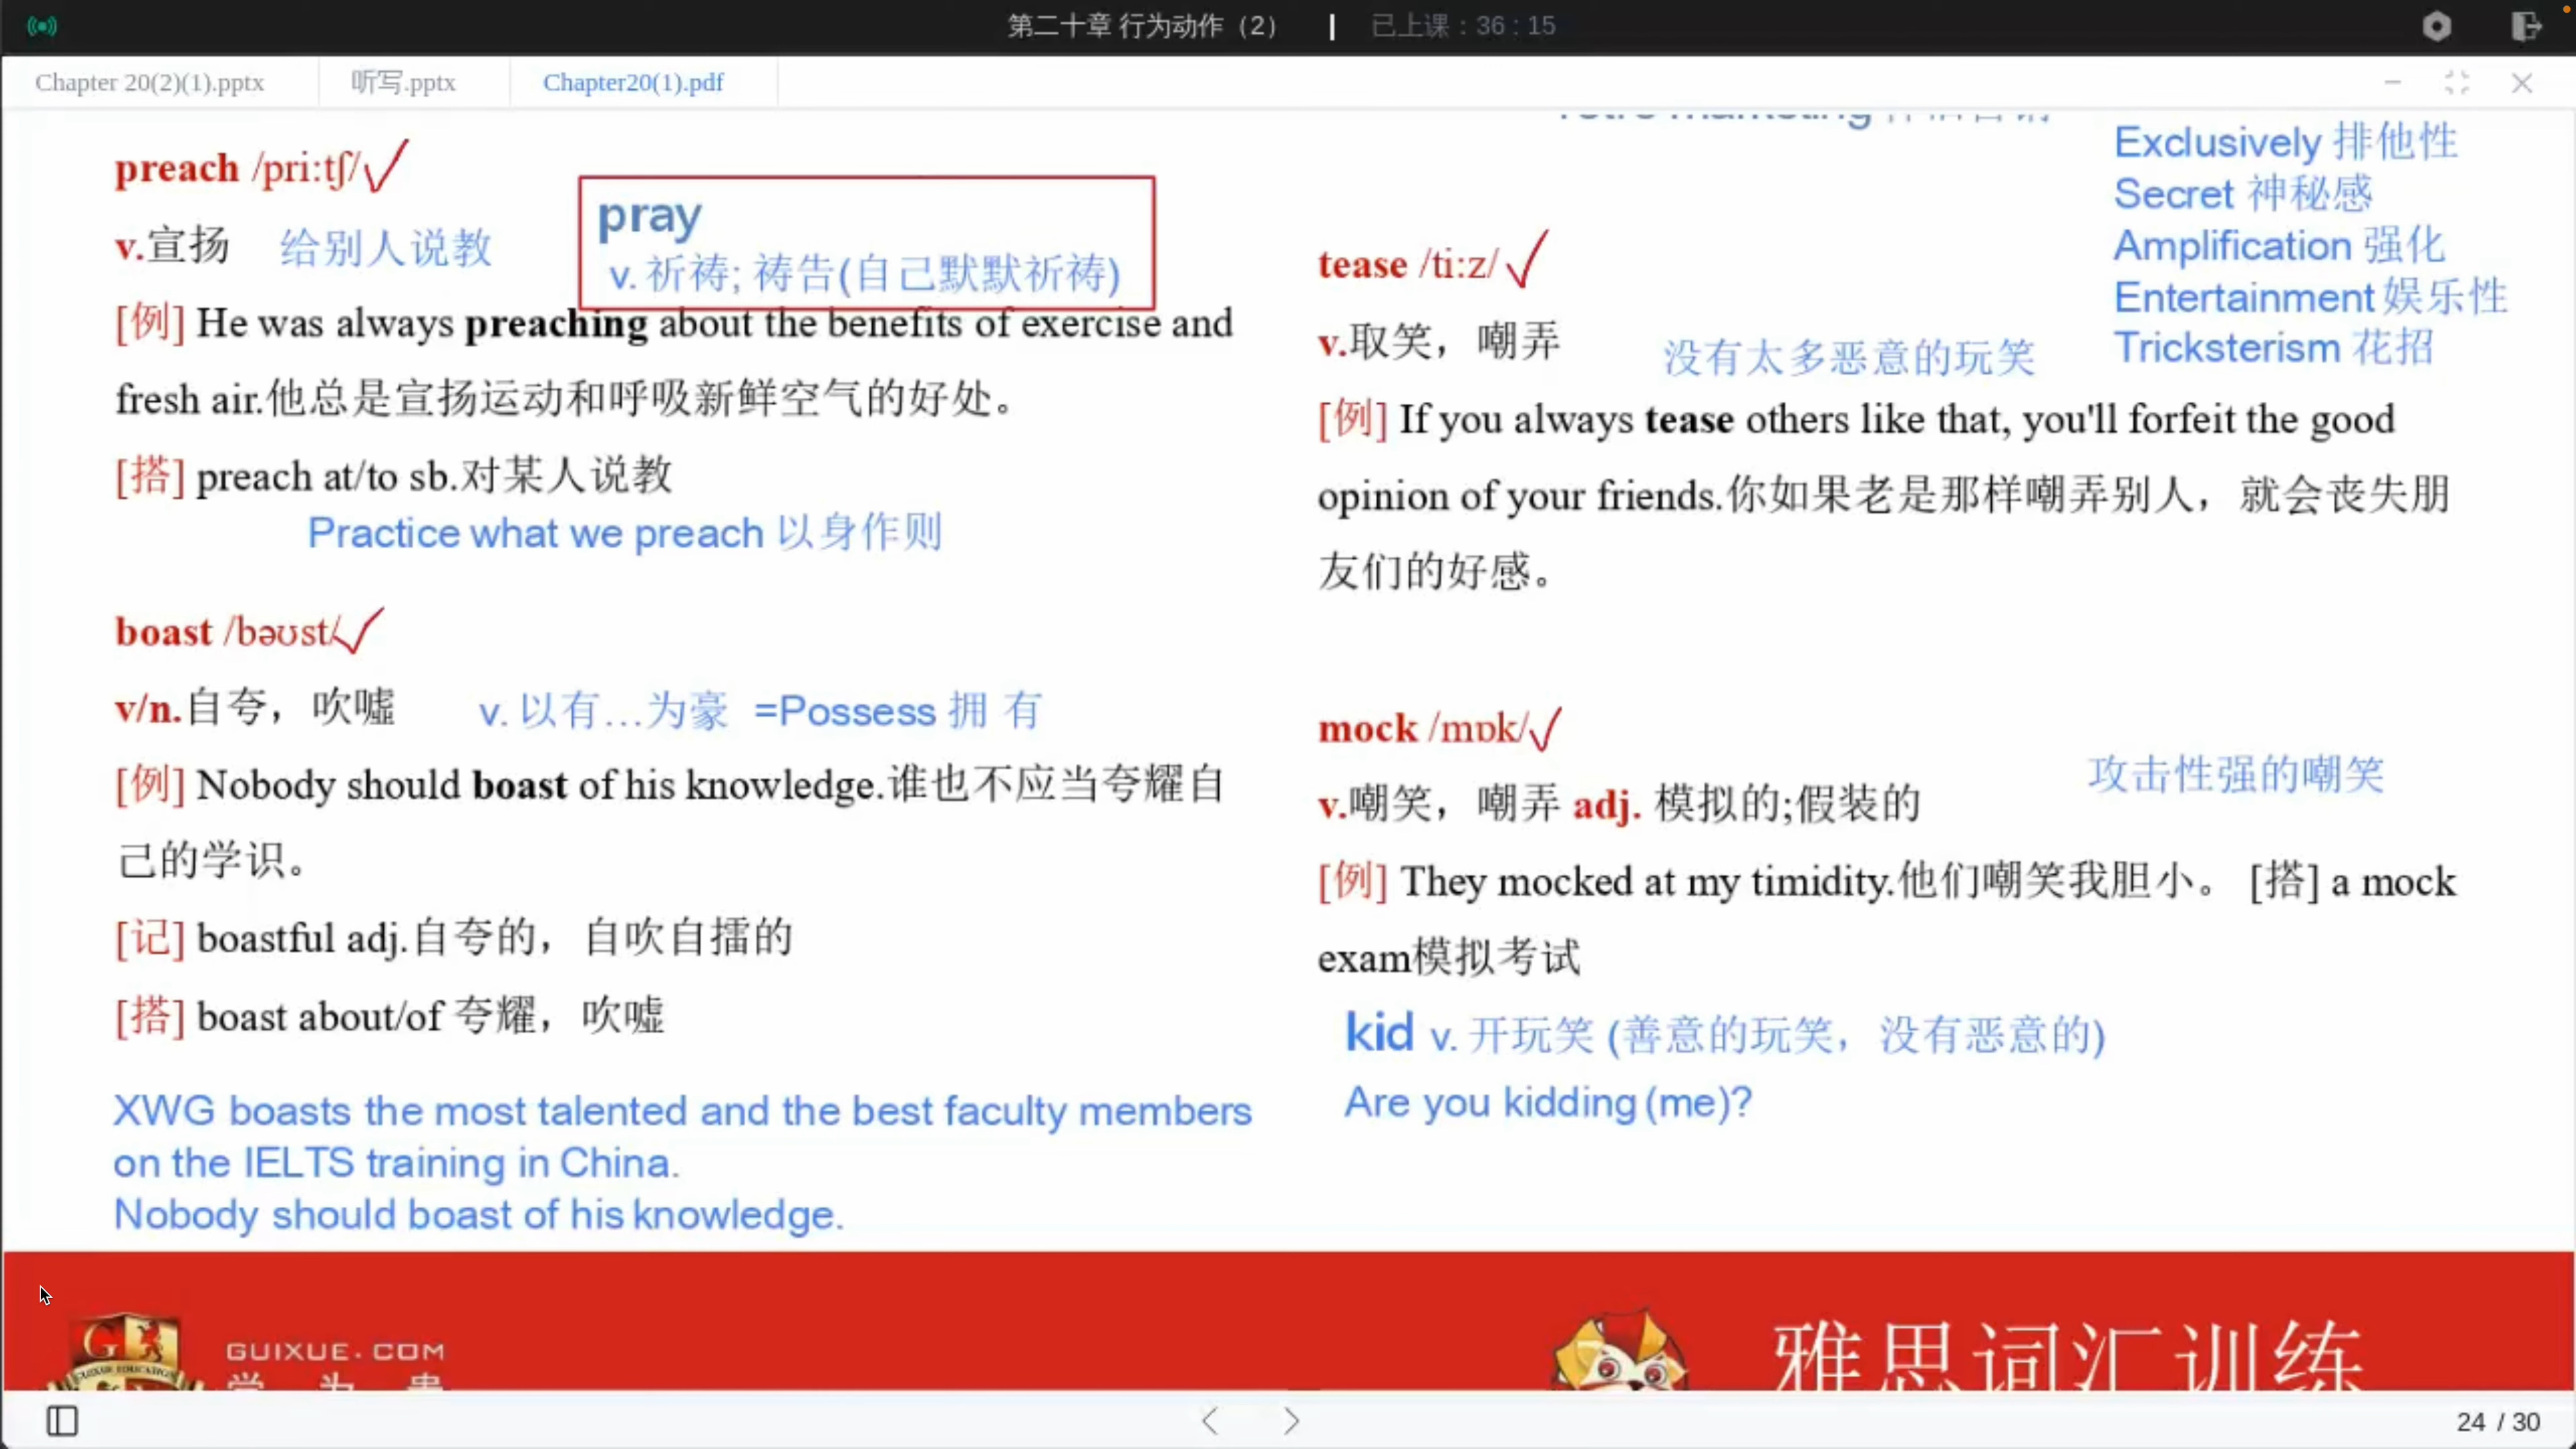 第二十章 行为动作（2） | 已上课：36：15
Chapter 20(2)(1).pptx 听写.pptx Chapter20(1).pdf
preach /pri:tʃ/
v.宣扬 给别人说教
pray
v. 祈祷; 祷告(自己默默祈祷)
[例] He was always preaching about the benefits of exercise and
fresh air.他总是宣扬运动和呼吸新鲜空气的好处。
[搭] preach at/to sb.对某人说教
Practice what we preach 以身作则
boast /bəʊst/
v/n.自夸，吹嘘 v. 以有…为豪 =Possess 拥 有
[例] Nobody should boast of his knowledge.谁也不应当夸耀自
己的学识。
[记] boastful adj.自夸的，自吹自擂的
[搭] boast about/of 夸耀，吹嘘
XWG boasts the most talented and the best faculty members
on the IELTS training in China.
Nobody should boast of his knowledge.
Exclusively 排他性
Secret 神秘感
Amplification 强化
Entertainment 娱乐性
Tricksterism 花招
tease /ti:z/
v.取笑，嘲弄 没有太多恶意的玩笑
[例] If you always tease others like that, you'll forfeit the good
opinion of your friends.你如果老是那样嘲弄别人，就会丧失朋
友们的好感。
mock /mɒk/
攻击性强的嘲笑
v.嘲笑，嘲弄 adj. 模拟的;假装的
[例] They mocked at my timidity.他们嘲笑我胆小。 [搭] a mock
exam模拟考试
kid v. 开玩笑 (善意的玩笑，没有恶意的)
Are you kidding (me)?
GUIXUE.COM
雅思词汇训练
24 / 30